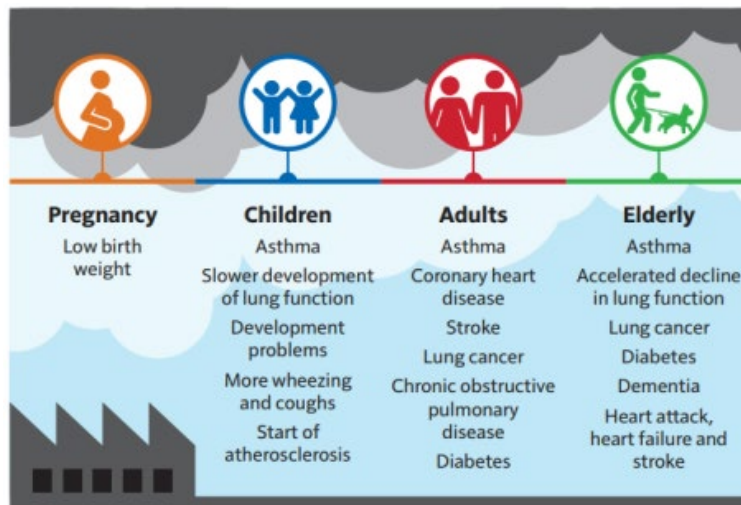 Pregnancy
Low birth
weight
Children
Asthma
Slower development
of lung function
Development
problems
More wheezing
and coughs
Start of
atherosclerosis
Adults
Asthma
Coronary heart
disease
Stroke
Lung cancer
Chronic obstructive
pulmonary
disease
Diabetes
Elderly
Asthma
Accelerated decline
in lung function
Lung cancer
Diabetes
Dementia
Heart attack,
heart failure and
stroke